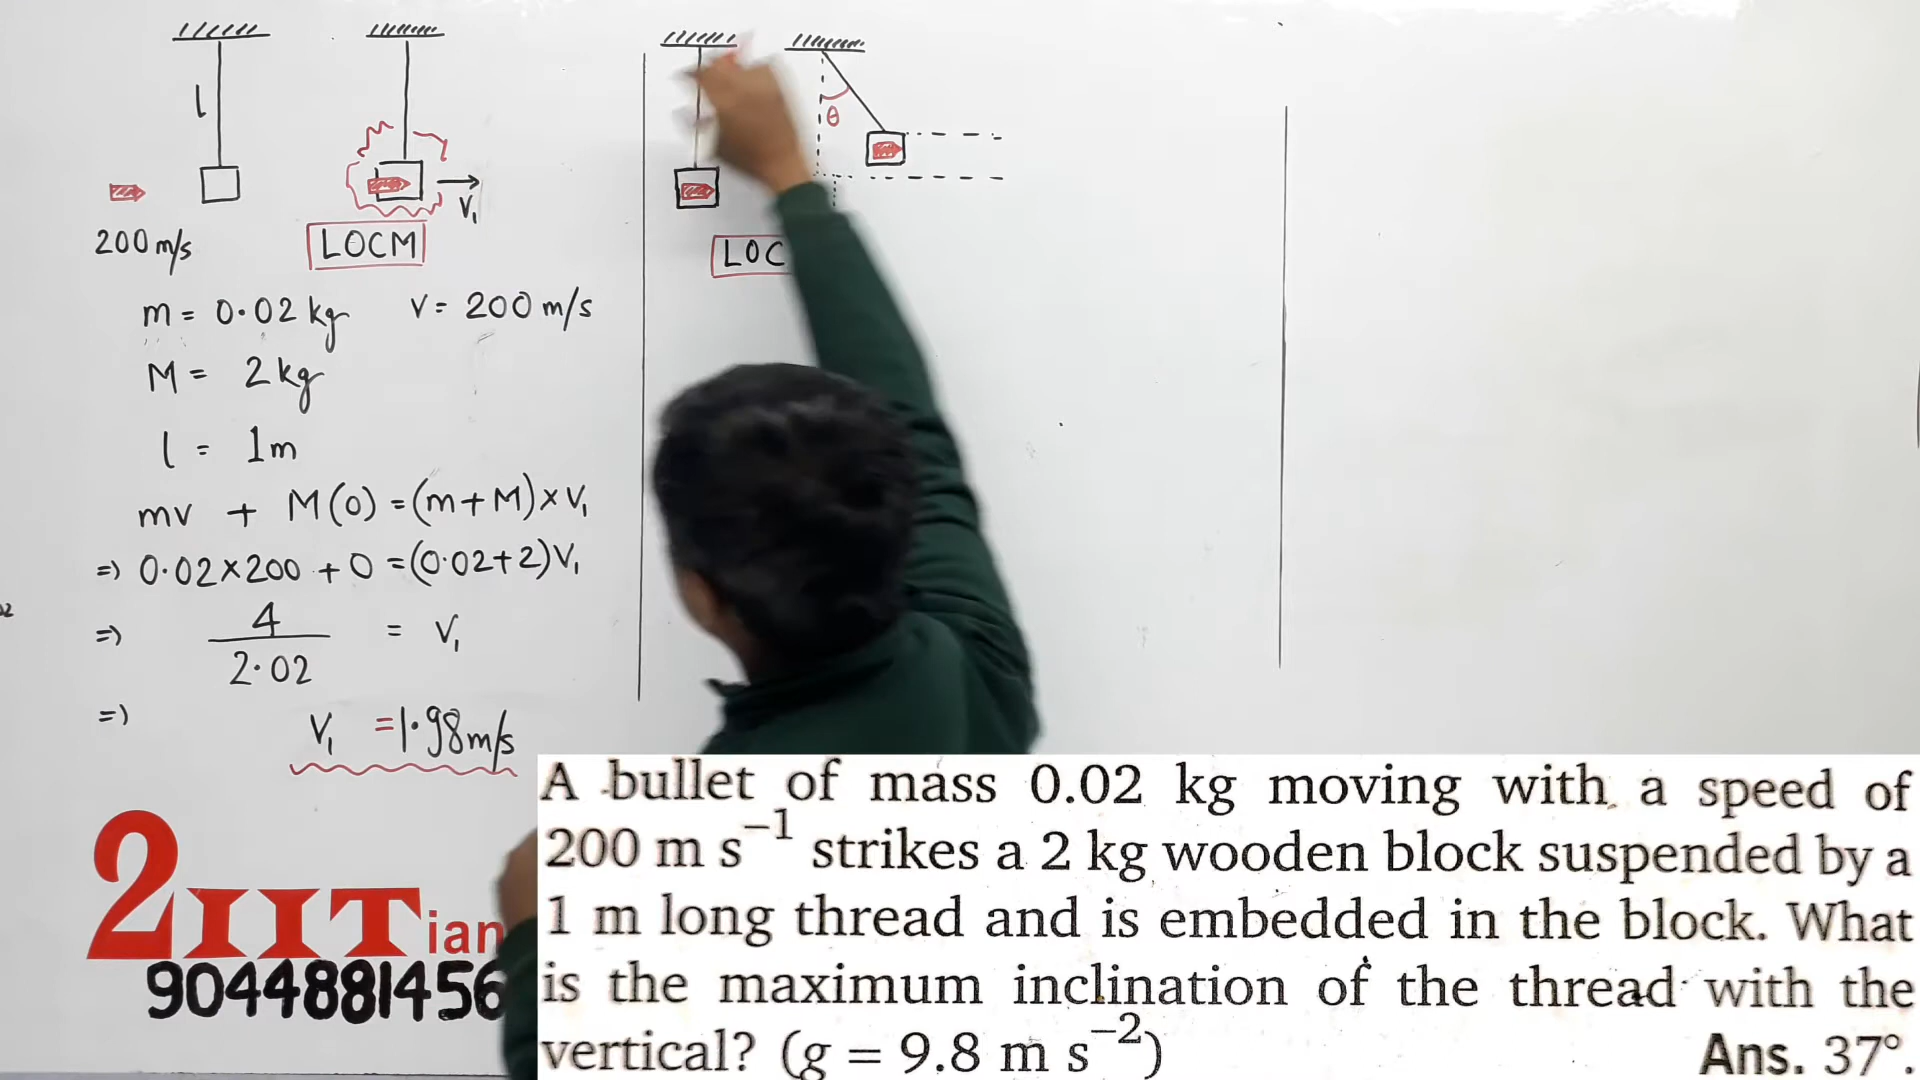 l
200 m/s
V₁
LOCM
m = 0.02 kg V = 200 m/s
M = 2 kg
l = 1 m
mv + M(0) = (m+M)×V₁
=) 0.02×200 + 0 = (0.02+2)V₁
=) 4/2.02 = V₁
=) V₁ = 1.98 m/s
02
θ
LOC
2IITian
9044881456
A bullet of mass 0.02 kg moving with a speed of
200 m s⁻¹ strikes a 2 kg wooden block suspended by a
1 m long thread and is embedded in the block. What
is the maximum inclination of the thread with the
vertical? (g = 9.8 m s⁻²) Ans. 37°.